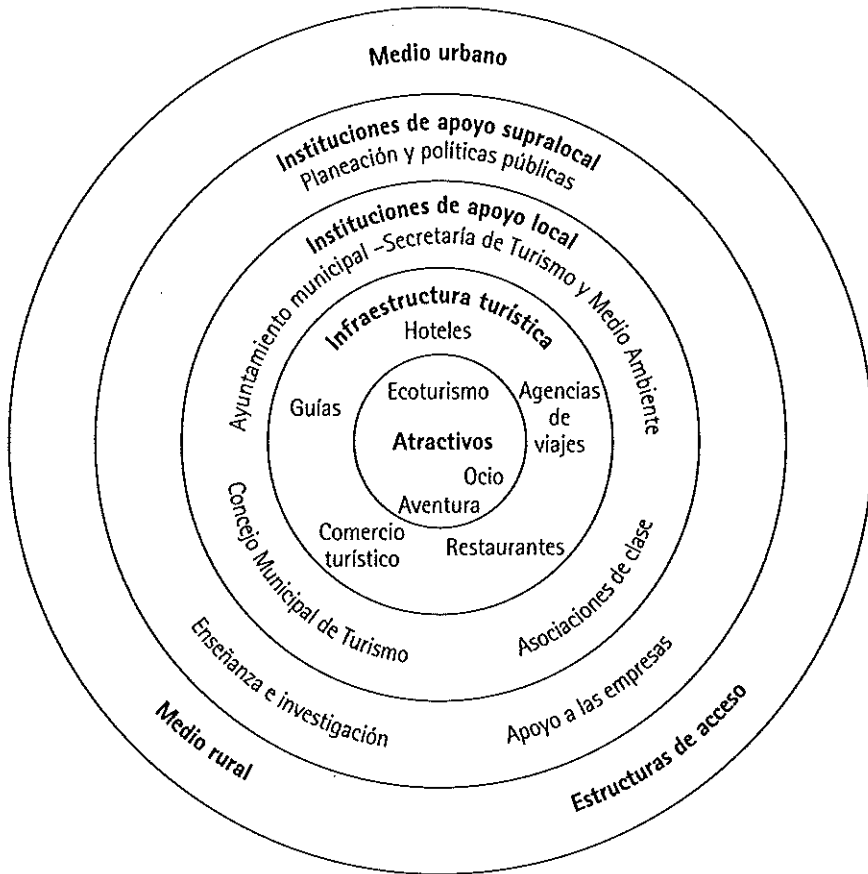 Medio urbano
Instituciones de apoyo supralocal
Planeación y políticas públicas
Instituciones de apoyo local
Ayuntamiento municipal –Secretaría de Turismo y Medio Ambiente
Infraestructura turística
Hoteles
Guías
Ecoturismo
Agencias
de
viajes
Atractivos
Ocio
Aventura
Comercio
turístico
Restaurantes
Concejo Municipal de Turismo
Asociaciones de clase
Enseñanza e investigación
Apoyo a las empresas
Medio rural
Estructuras de acceso